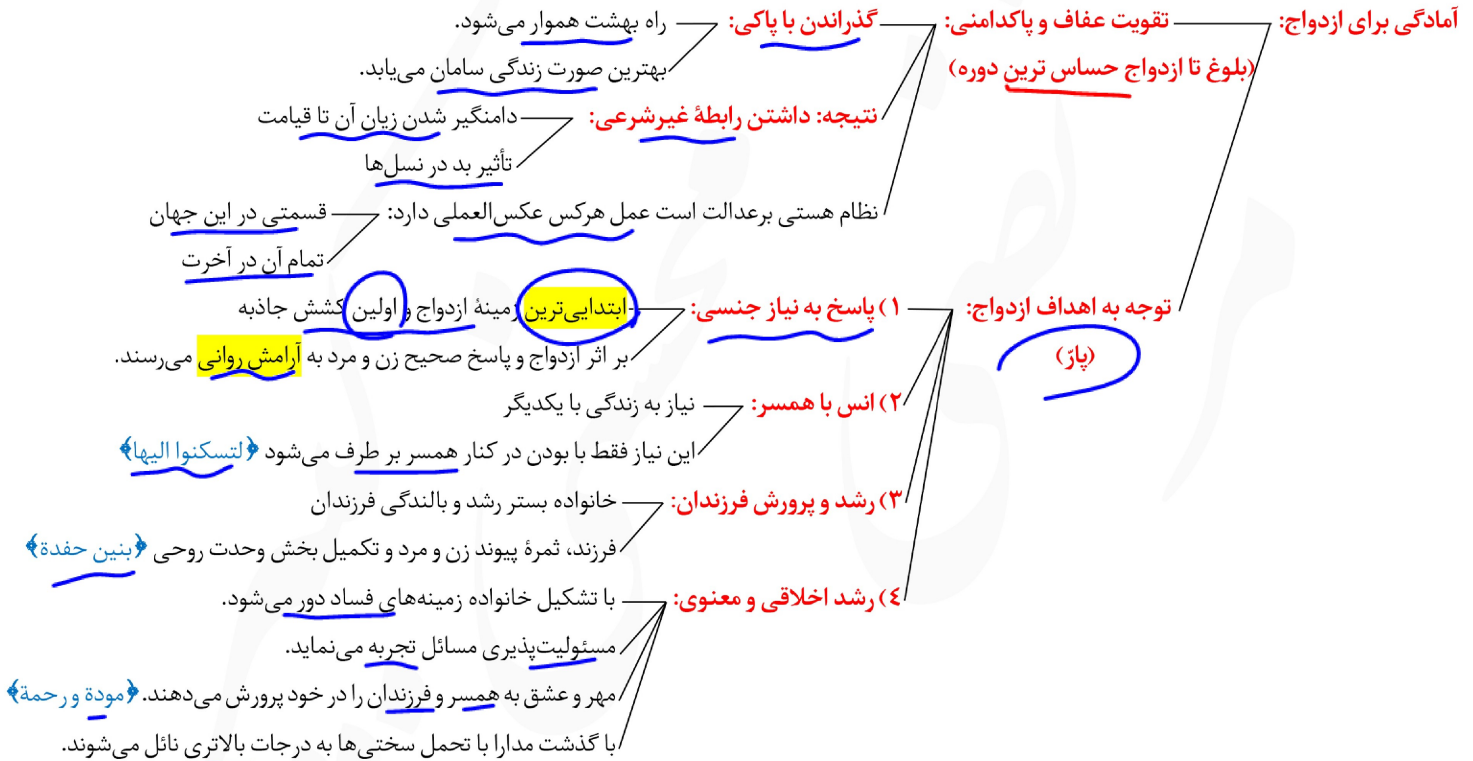 آمادگی برای ازدواج: تقویت عفاف و پاکدامنی: گذراندن با پاکی: راه بهشت هموار می‌شود.
(بلوغ تا ازدواج حساس ترین دوره) بهترین صورت زندگی سامان می‌یابد.
نتیجه: داشتن رابطهٔ غیرشرعی: دامنگیر شدن زیان آن تا قیامت
تأثیر بد در نسل‌ها
نظام هستی برعدالت است عمل هرکس عکس‌العملی دارد: قسمتی در این جهان
تمام آن در آخرت
توجه به اهداف ازدواج: ۱) پاسخ به نیاز جنسی: ابتدایی‌ترین زمینهٔ ازدواج و اولین کشش جاذبه
(پارّ) بر اثر ازدواج و پاسخ صحیح زن و مرد به آرامش روانی می‌رسند.
۲) انس با همسر: نیاز به زندگی با یکدیگر
این نیاز فقط با بودن در کنار همسر بر طرف می‌شود ﴿لتسکنوا الیها﴾
۳) رشد و پرورش فرزندان: خانواده بستر رشد و بالندگی فرزندان
فرزند، ثمرهٔ پیوند زن و مرد و تکمیل بخش وحدت روحی ﴿بنین حفدة﴾
۴) رشد اخلاقی و معنوی: با تشکیل خانواده زمینه‌های فساد دور می‌شود.
مسئولیت‌پذیری مسائل تجربه می‌نماید.
مهر و عشق به همسر و فرزندان را در خود پرورش می‌دهند. ﴿مودة و رحمة﴾
با گذشت مدارا با تحمل سختی‌ها به درجات بالاتری نائل می‌شوند.